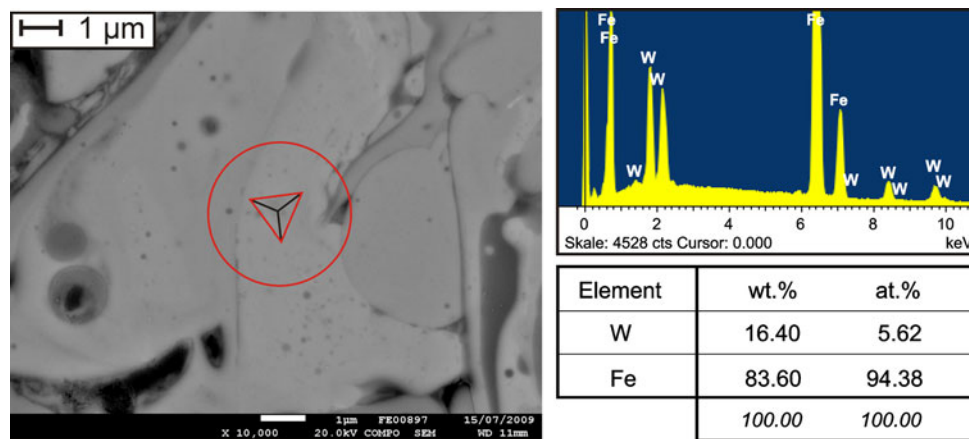 1 µm
1µm FE00897 15/07/2009
X 10,000 20.0kV COMPO SEM WD 11mm
Fe
Fe
W
W
W
Fe
Fe
W
W
W
W
W
0 2 4 6 8 10
Skale: 4528 cts Cursor: 0.000 keV
Element wt.% at.%
W 16.40 5.62
Fe 83.60 94.38
100.00 100.00